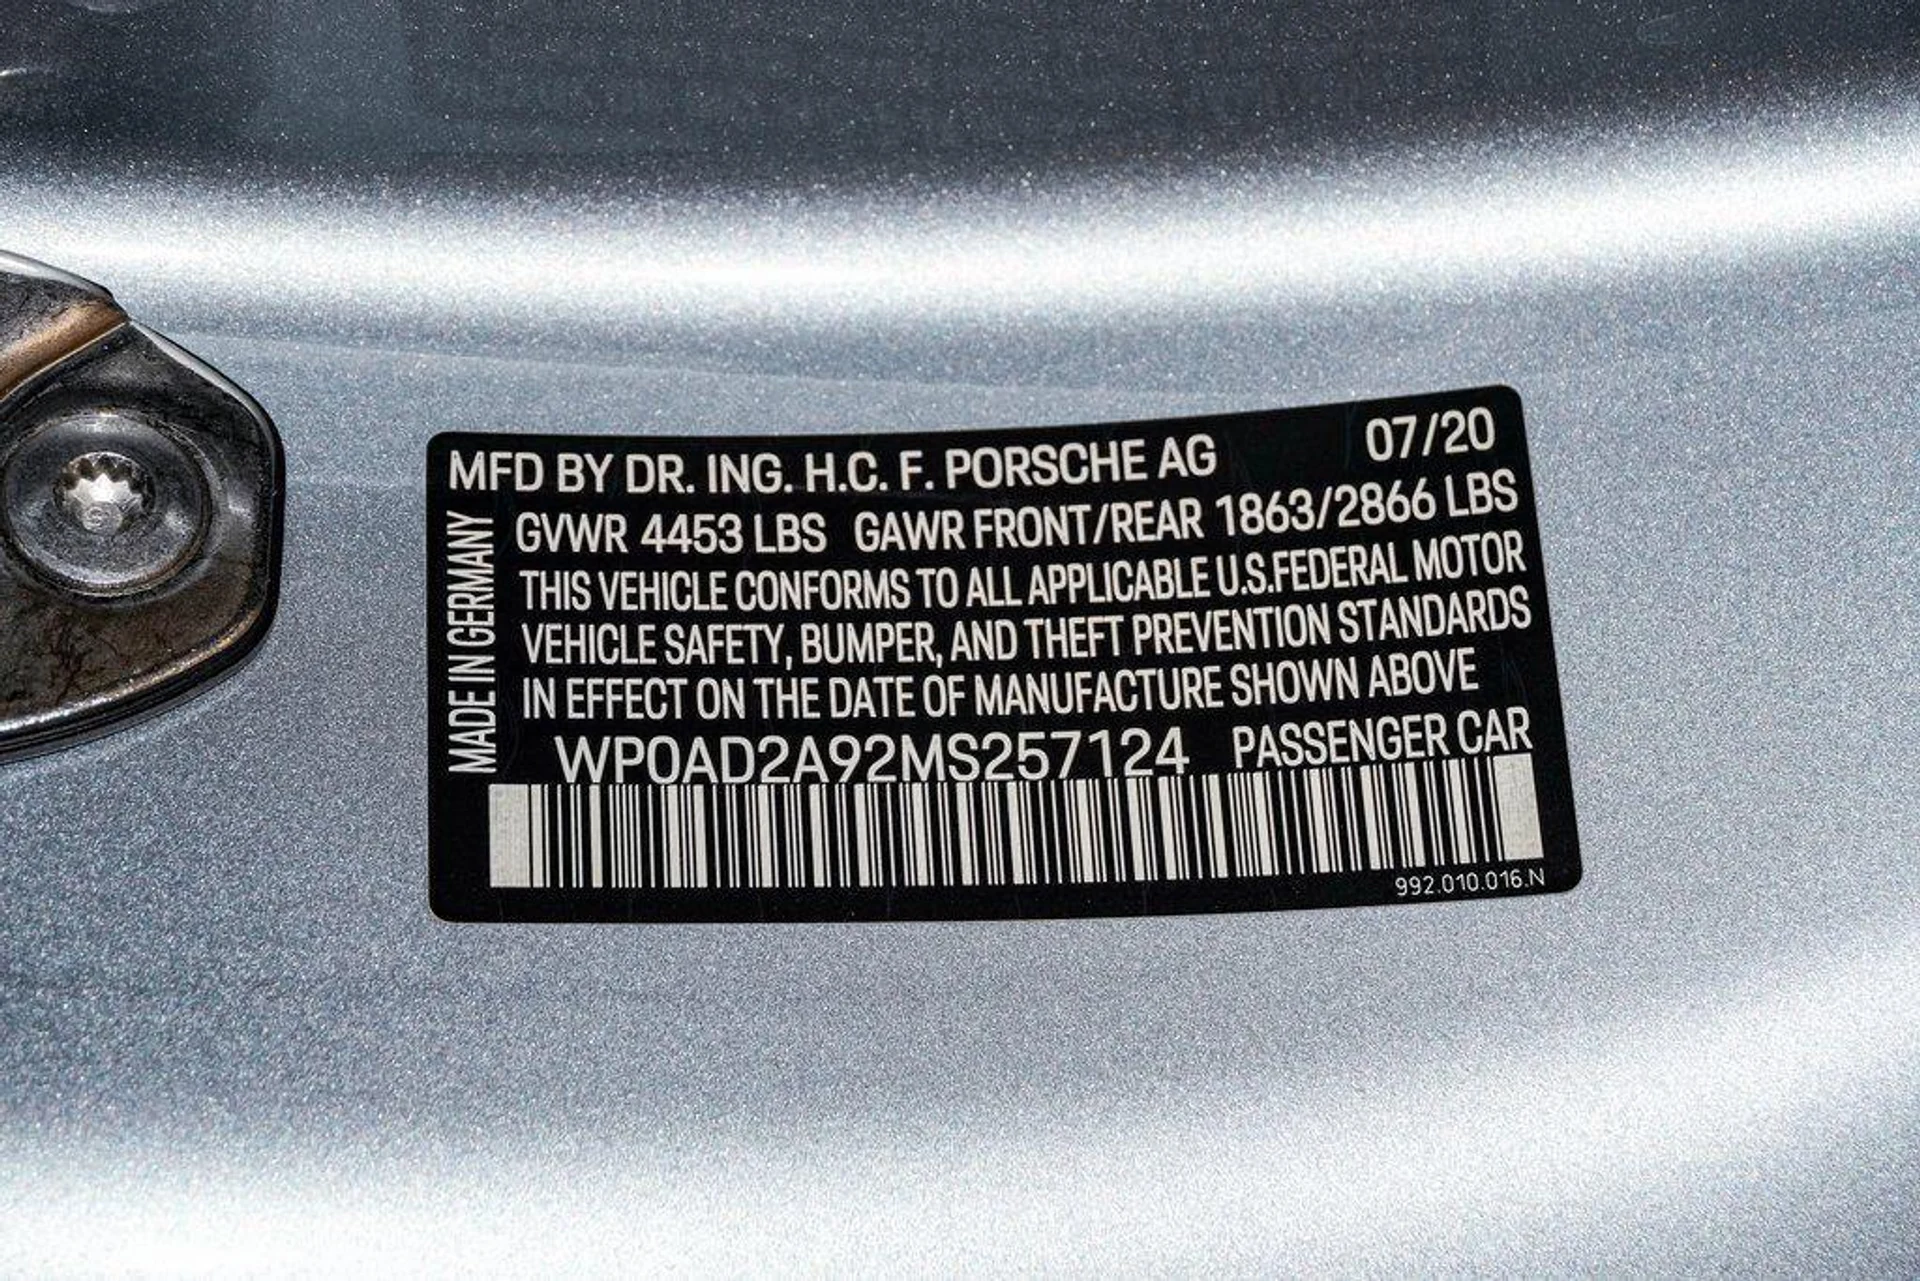 MFD BY DR. ING. H.C. F. PORSCHE AG 07/20
GVWR 4453 LBS GAWR FRONT/REAR 1863/2866 LBS
THIS VEHICLE CONFORMS TO ALL APPLICABLE U.S.FEDERAL MOTOR
VEHICLE SAFETY, BUMPER, AND THEFT PREVENTION STANDARDS
IN EFFECT ON THE DATE OF MANUFACTURE SHOWN ABOVE
WP0AD2A92MS257124 PASSENGER CAR
992.010.016.N
MADE IN GERMANY